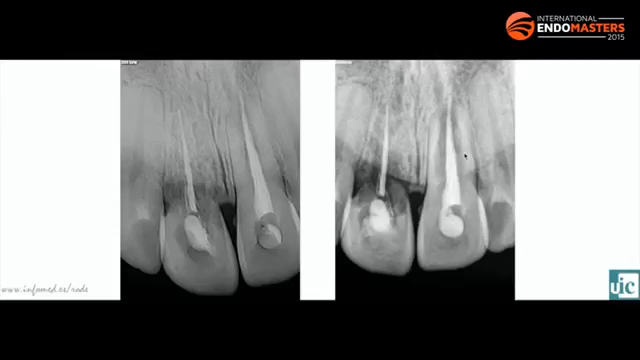 INTERNATIONAL
ENDOMASTERS
2015
www.infomed.es/rode
uic